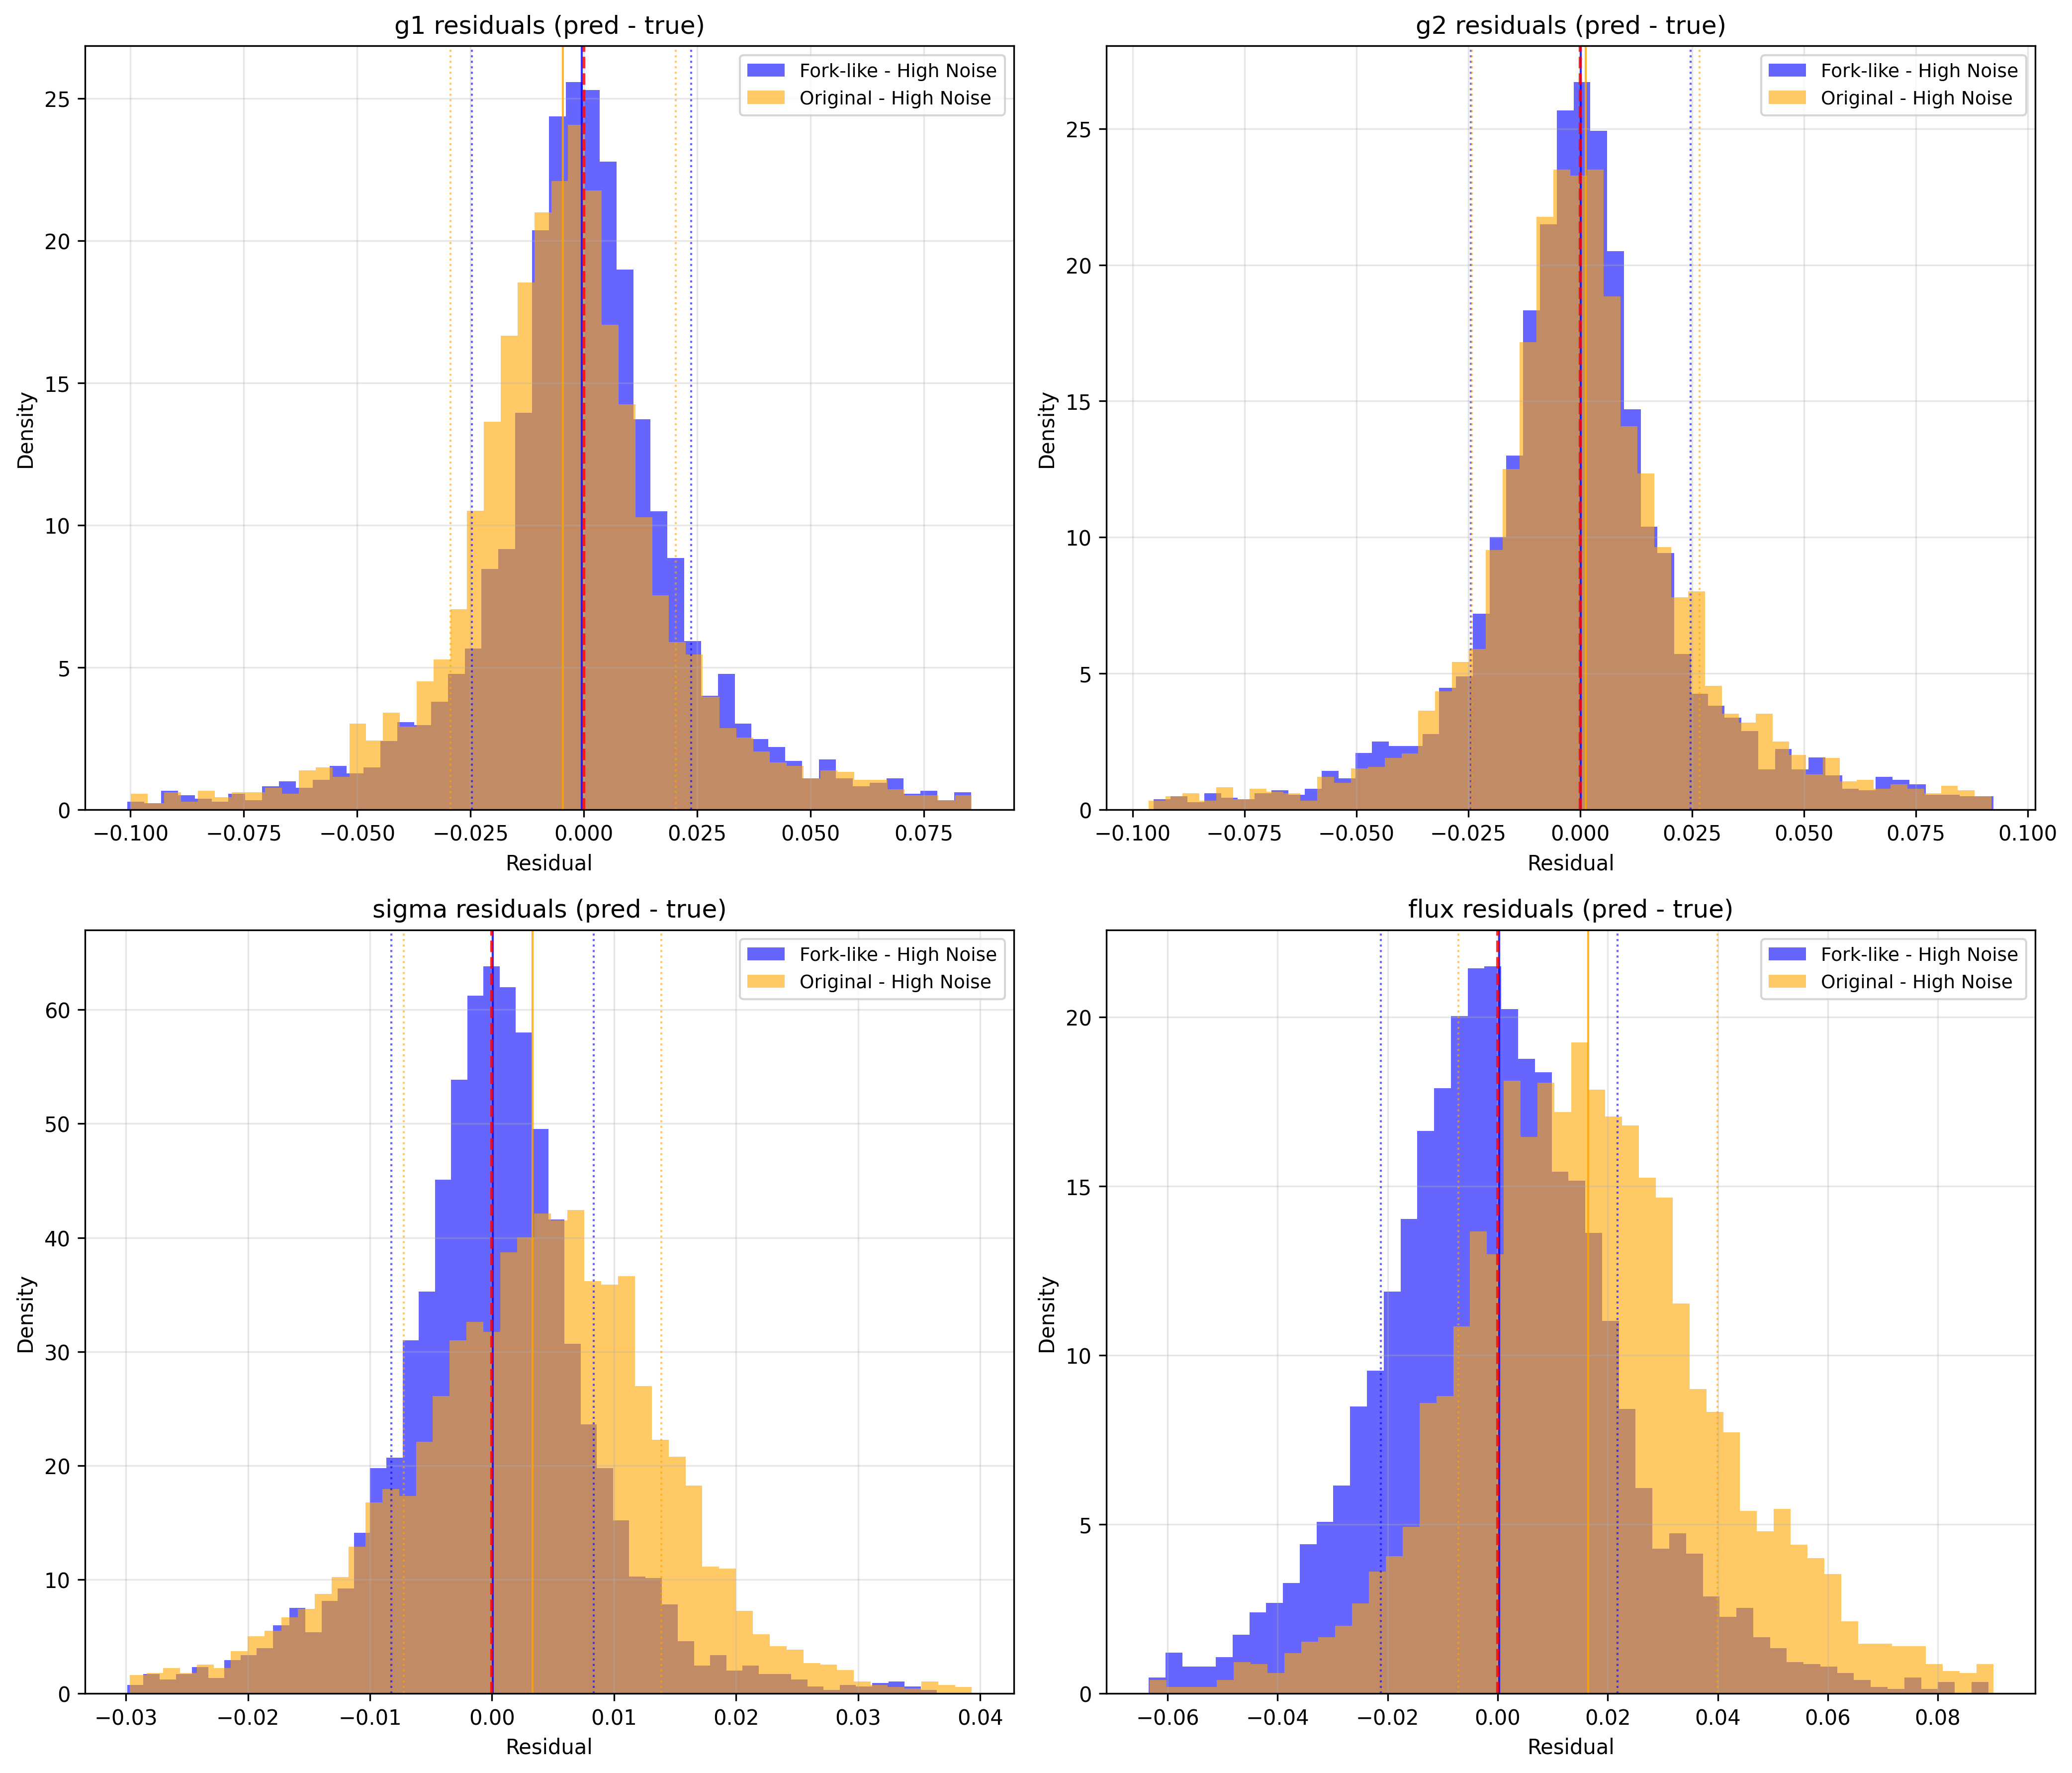 g1 residuals (pred - true)
Fork-like - High Noise
Original - High Noise
Density
25
20
15
10
5
0
−0.100
−0.075
−0.050
−0.025
0.000
0.025
0.050
0.075
Residual
g2 residuals (pred - true)
Fork-like - High Noise
Original - High Noise
Density
25
20
15
10
5
0
−0.100
−0.075
−0.050
−0.025
0.000
0.025
0.050
0.075
0.100
Residual
sigma residuals (pred - true)
Fork-like - High Noise
Original - High Noise
Density
60
50
40
30
20
10
0
−0.03
−0.02
−0.01
0.00
0.01
0.02
0.03
0.04
Residual
flux residuals (pred - true)
Fork-like - High Noise
Original - High Noise
Density
20
15
10
5
0
−0.06
−0.04
−0.02
0.00
0.02
0.04
0.06
0.08
Residual